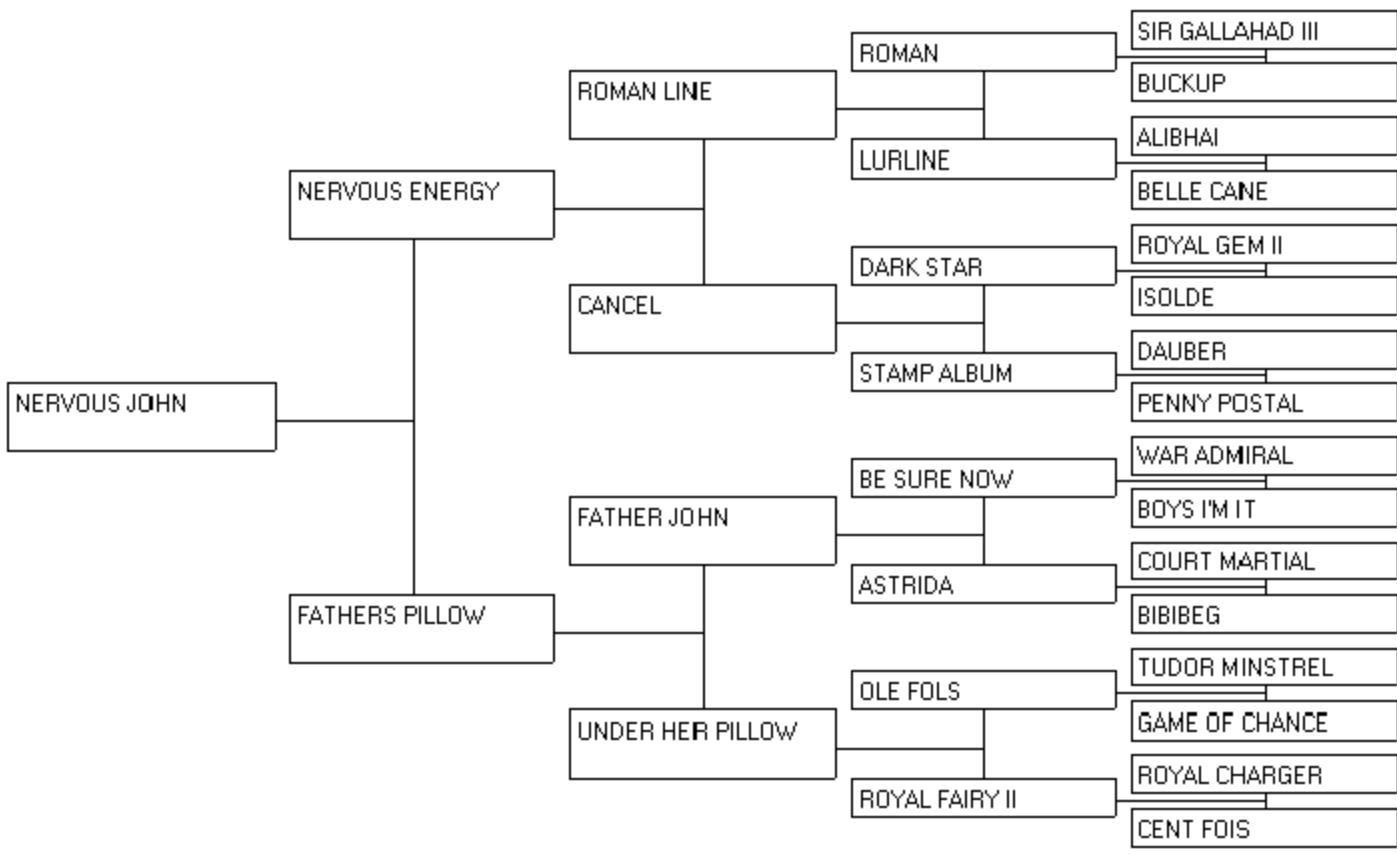 SIR GALLAHAD III
ROMAN
BUCKUP
ROMAN LINE
ALIBHAI
LURLINE
BELLE CANE
NERVOUS ENERGY
ROYAL GEM II
DARK STAR
ISOLDE
CANCEL
DAUBER
STAMP ALBUM
PENNY POSTAL
NERVOUS JOHN
WAR ADMIRAL
BE SURE NOW
BOYS I'M IT
FATHER JOHN
COURT MARTIAL
ASTRIDA
BIBIBEG
FATHERS PILLOW
TUDOR MINSTREL
OLE FOLS
GAME OF CHANCE
UNDER HER PILLOW
ROYAL CHARGER
ROYAL FAIRY II
CENT FOIS